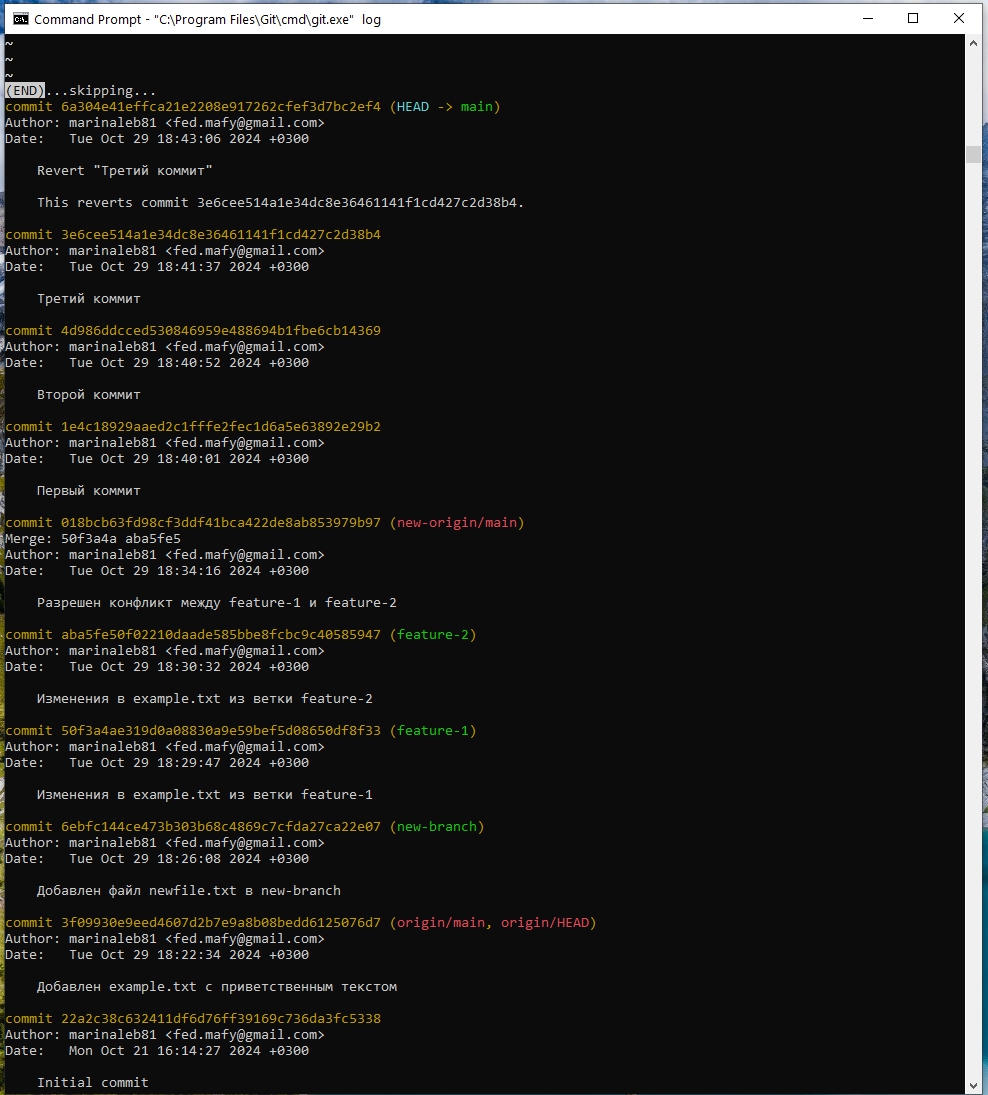 Command Prompt - "C:\Program Files\Git\cmd\git.exe"  log
~
~
~
(END)...skipping...
commit 6a304e41effca21e2208e917262cfef3d7bc2ef4 (HEAD -> main)
Author: marinaleb81 <fed.mafy@gmail.com>
Date:   Tue Oct 29 18:43:06 2024 +0300
    Revert "Третий коммит"
    This reverts commit 3e6cee514a1e34dc8e36461141f1cd427c2d38b4.
commit 3e6cee514a1e34dc8e36461141f1cd427c2d38b4
Author: marinaleb81 <fed.mafy@gmail.com>
Date:   Tue Oct 29 18:41:37 2024 +0300
    Третий коммит
commit 4d986ddcced530846959e488694b1fbe6cb14369
Author: marinaleb81 <fed.mafy@gmail.com>
Date:   Tue Oct 29 18:40:52 2024 +0300
    Второй коммит
commit 1e4c18929aaed2c1fffe2fec1d6a5e63892e29b2
Author: marinaleb81 <fed.mafy@gmail.com>
Date:   Tue Oct 29 18:40:01 2024 +0300
    Первый коммит
commit 018bcb63fd98cf3ddf41bca422de8ab853979b97 (new-origin/main)
Merge: 50f3a4a aba5fe5
Author: marinaleb81 <fed.mafy@gmail.com>
Date:   Tue Oct 29 18:34:16 2024 +0300
    Разрешен конфликт между feature-1 и feature-2
commit aba5fe50f02210daade585bbe8fcbc9c40585947 (feature-2)
Author: marinaleb81 <fed.mafy@gmail.com>
Date:   Tue Oct 29 18:30:32 2024 +0300
    Изменения в example.txt из ветки feature-2
commit 50f3a4ae319d0a08830a9e59bef5d08650df8f33 (feature-1)
Author: marinaleb81 <fed.mafy@gmail.com>
Date:   Tue Oct 29 18:29:47 2024 +0300
    Изменения в example.txt из ветки feature-1
commit 6ebfc144ce473b303b68c4869c7cfda27ca22e07 (new-branch)
Author: marinaleb81 <fed.mafy@gmail.com>
Date:   Tue Oct 29 18:26:08 2024 +0300
    Добавлен файл newfile.txt в new-branch
commit 3f09930e9eed4607d2b7e9a8b08bedd6125076d7 (origin/main, origin/HEAD)
Author: marinaleb81 <fed.mafy@gmail.com>
Date:   Tue Oct 29 18:22:34 2024 +0300
    Добавлен example.txt с приветственным текстом
commit 22a2c38c632411df6d76ff39169c736da3fc5338
Author: marinaleb81 <fed.mafy@gmail.com>
Date:   Mon Oct 21 16:14:27 2024 +0300
    Initial commit